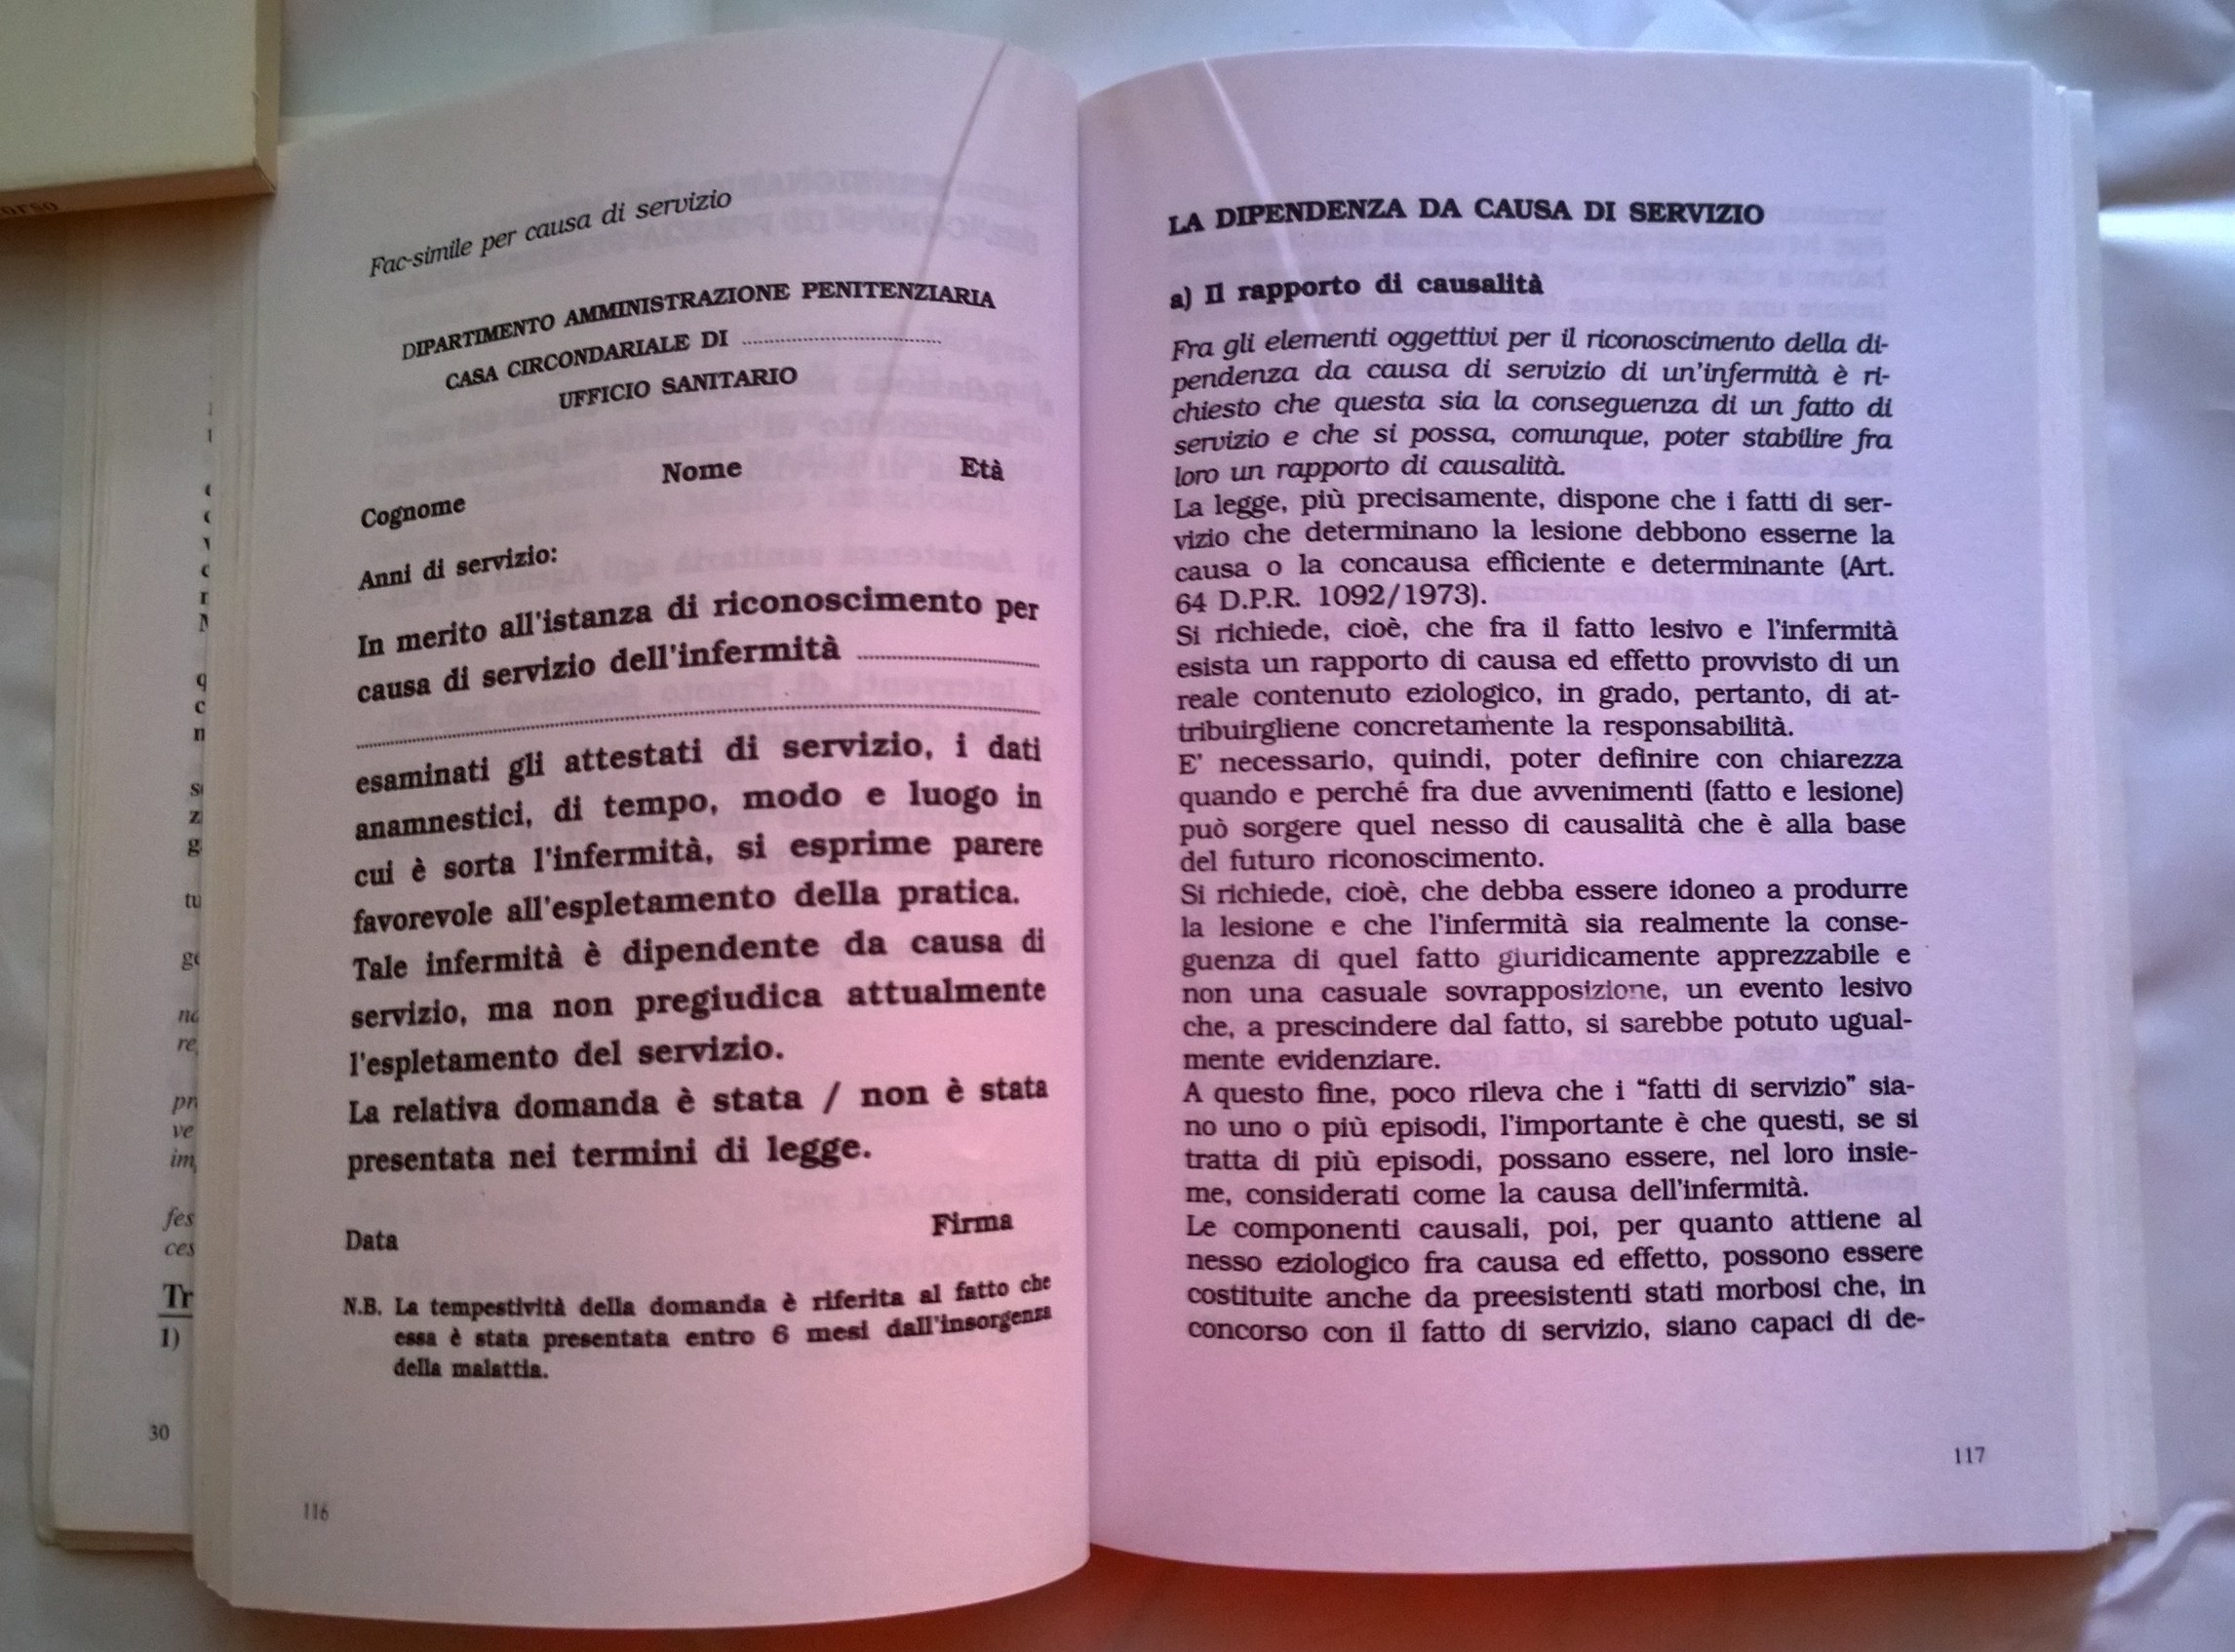 orso
Fac-simile per causa di servizio
DIPARTIMENTO AMMINISTRAZIONE PENITENZIARIA
CASA CIRCONDARIALE DI ........................................
UFFICIO SANITARIO
Cognome Nome Età
Anni di servizio:
In merito all'istanza di riconoscimento per
causa di servizio dell'infermità ........................................
................................................................................
esaminati gli attestati di servizio, i dati
anamnestici, di tempo, modo e luogo in
cui è sorta l'infermità, si esprime parere
favorevole all'espletamento della pratica.
Tale infermità è dipendente da causa di
servizio, ma non pregiudica attualmente
l'espletamento del servizio.
La relativa domanda è stata / non è stata
presentata nei termini di legge.
Data Firma
N.B. La tempestività della domanda è riferita al fatto che
essa è stata presentata entro 6 mesi dall'insorgenza
della malattia.
116
LA DIPENDENZA DA CAUSA DI SERVIZIO
a) Il rapporto di causalità
Fra gli elementi oggettivi per il riconoscimento della di-
pendenza da causa di servizio di un'infermità è ri-
chiesto che questa sia la conseguenza di un fatto di
servizio e che si possa, comunque, poter stabilire fra
loro un rapporto di causalità.
La legge, più precisamente, dispone che i fatti di ser-
vizio che determinano la lesione debbono esserne la
causa o la concausa efficiente e determinante (Art.
64 D.P.R. 1092/1973).
Si richiede, cioè, che fra il fatto lesivo e l'infermità
esista un rapporto di causa ed effetto provvisto di un
reale contenuto eziologico, in grado, pertanto, di at-
tribuirgliene concretamente la responsabilità.
E' necessario, quindi, poter definire con chiarezza
quando e perché fra due avvenimenti (fatto e lesione)
può sorgere quel nesso di causalità che è alla base
del futuro riconoscimento.
Si richiede, cioè, che debba essere idoneo a produrre
la lesione e che l'infermità sia realmente la conse-
guenza di quel fatto giuridicamente apprezzabile e
non una casuale sovrapposizione, un evento lesivo
che, a prescindere dal fatto, si sarebbe potuto ugual-
mente evidenziare.
A questo fine, poco rileva che i “fatti di servizio” sia-
no uno o più episodi, l'importante è che questi, se si
tratta di più episodi, possano essere, nel loro insie-
me, considerati come la causa dell'infermità.
Le componenti causali, poi, per quanto attiene al
nesso eziologico fra causa ed effetto, possono essere
costituite anche da preesistenti stati morbosi che, in
concorso con il fatto di servizio, siano capaci di de-
117
tu
pr
ve
fes
ces
Tr
1)
30